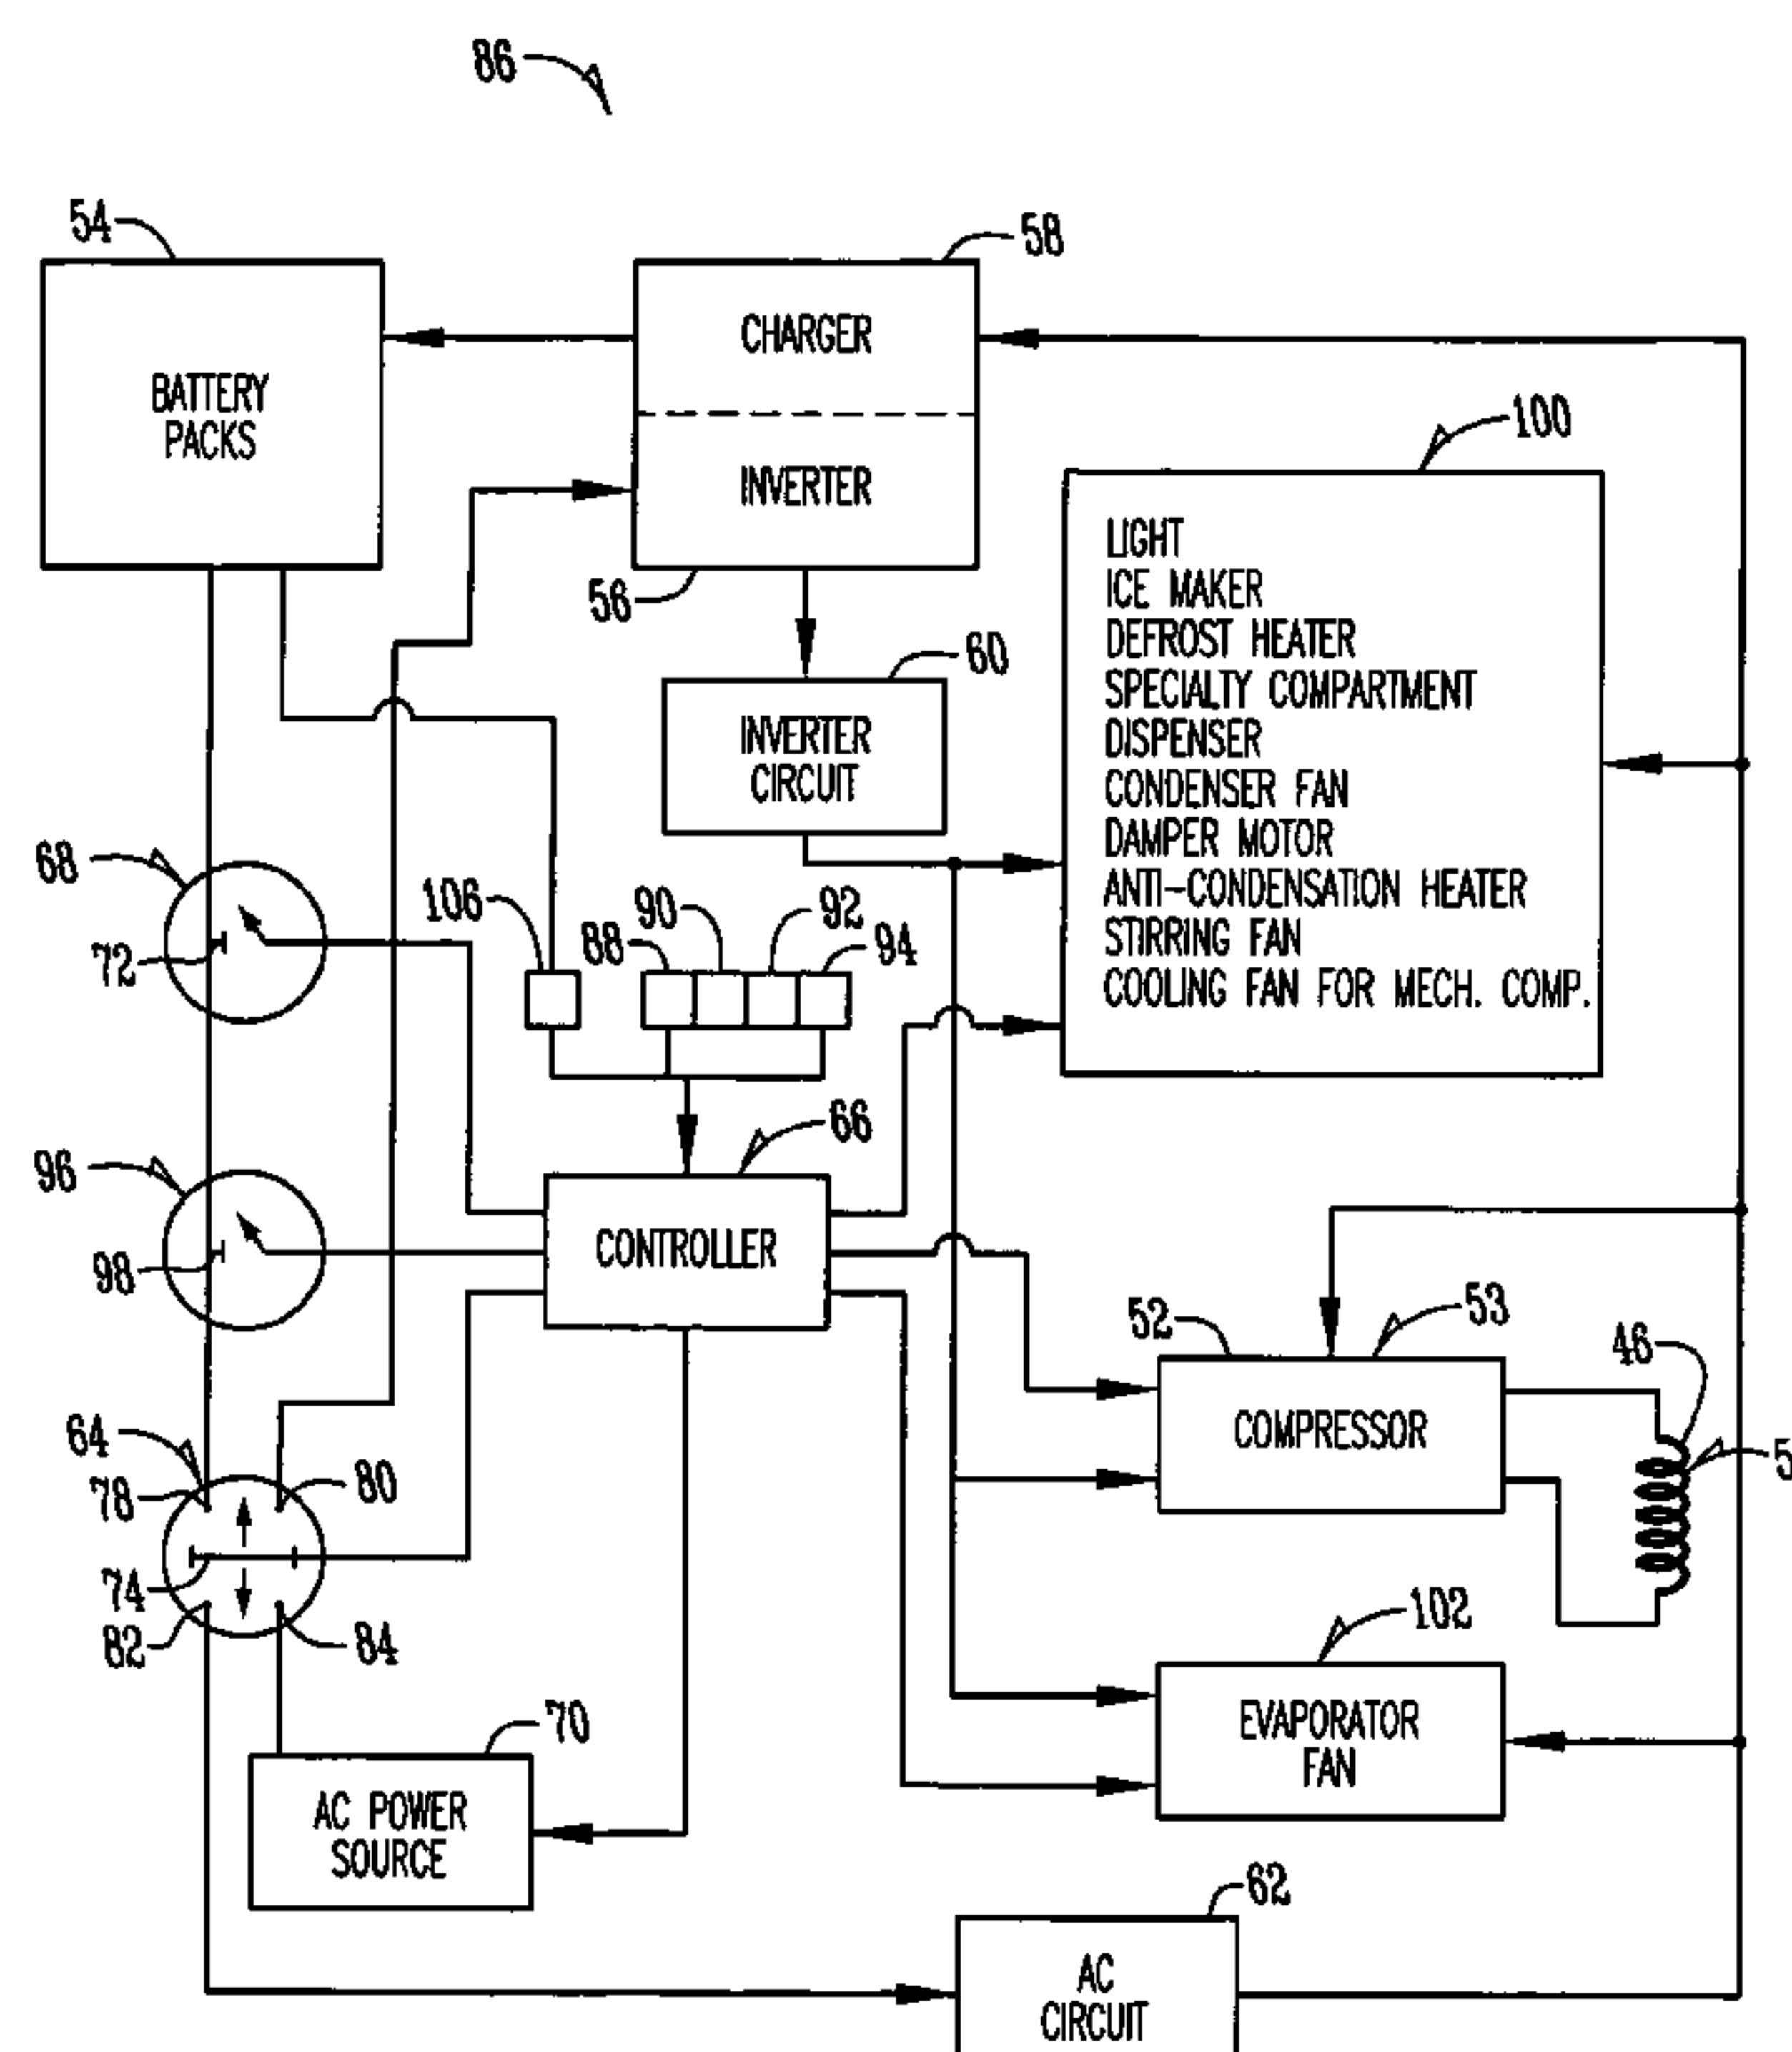 86
54
58
CHARGER
BATTERY
PACKS
100
INVERTER
LIGHT
56
ICE MAKER
60
DEFROST HEATER
SPECIALTY COMPARTMENT
INVERTER
CIRCUIT
DISPENSER
CONDENSER FAN
DAMPER MOTOR
68
106
90
92
ANTI-CONDENSATION HEATER
88
94
STIRRING FAN
72
COOLING FAN FOR MECH. COMP.
66
96
CONTROLLER
98
52
53
46
64
COMPRESSOR
78
80
5
74
82
84
102
70
EVAPORATOR
FAN
AC POWER
SOURCE
62
AC
CIRCUIT